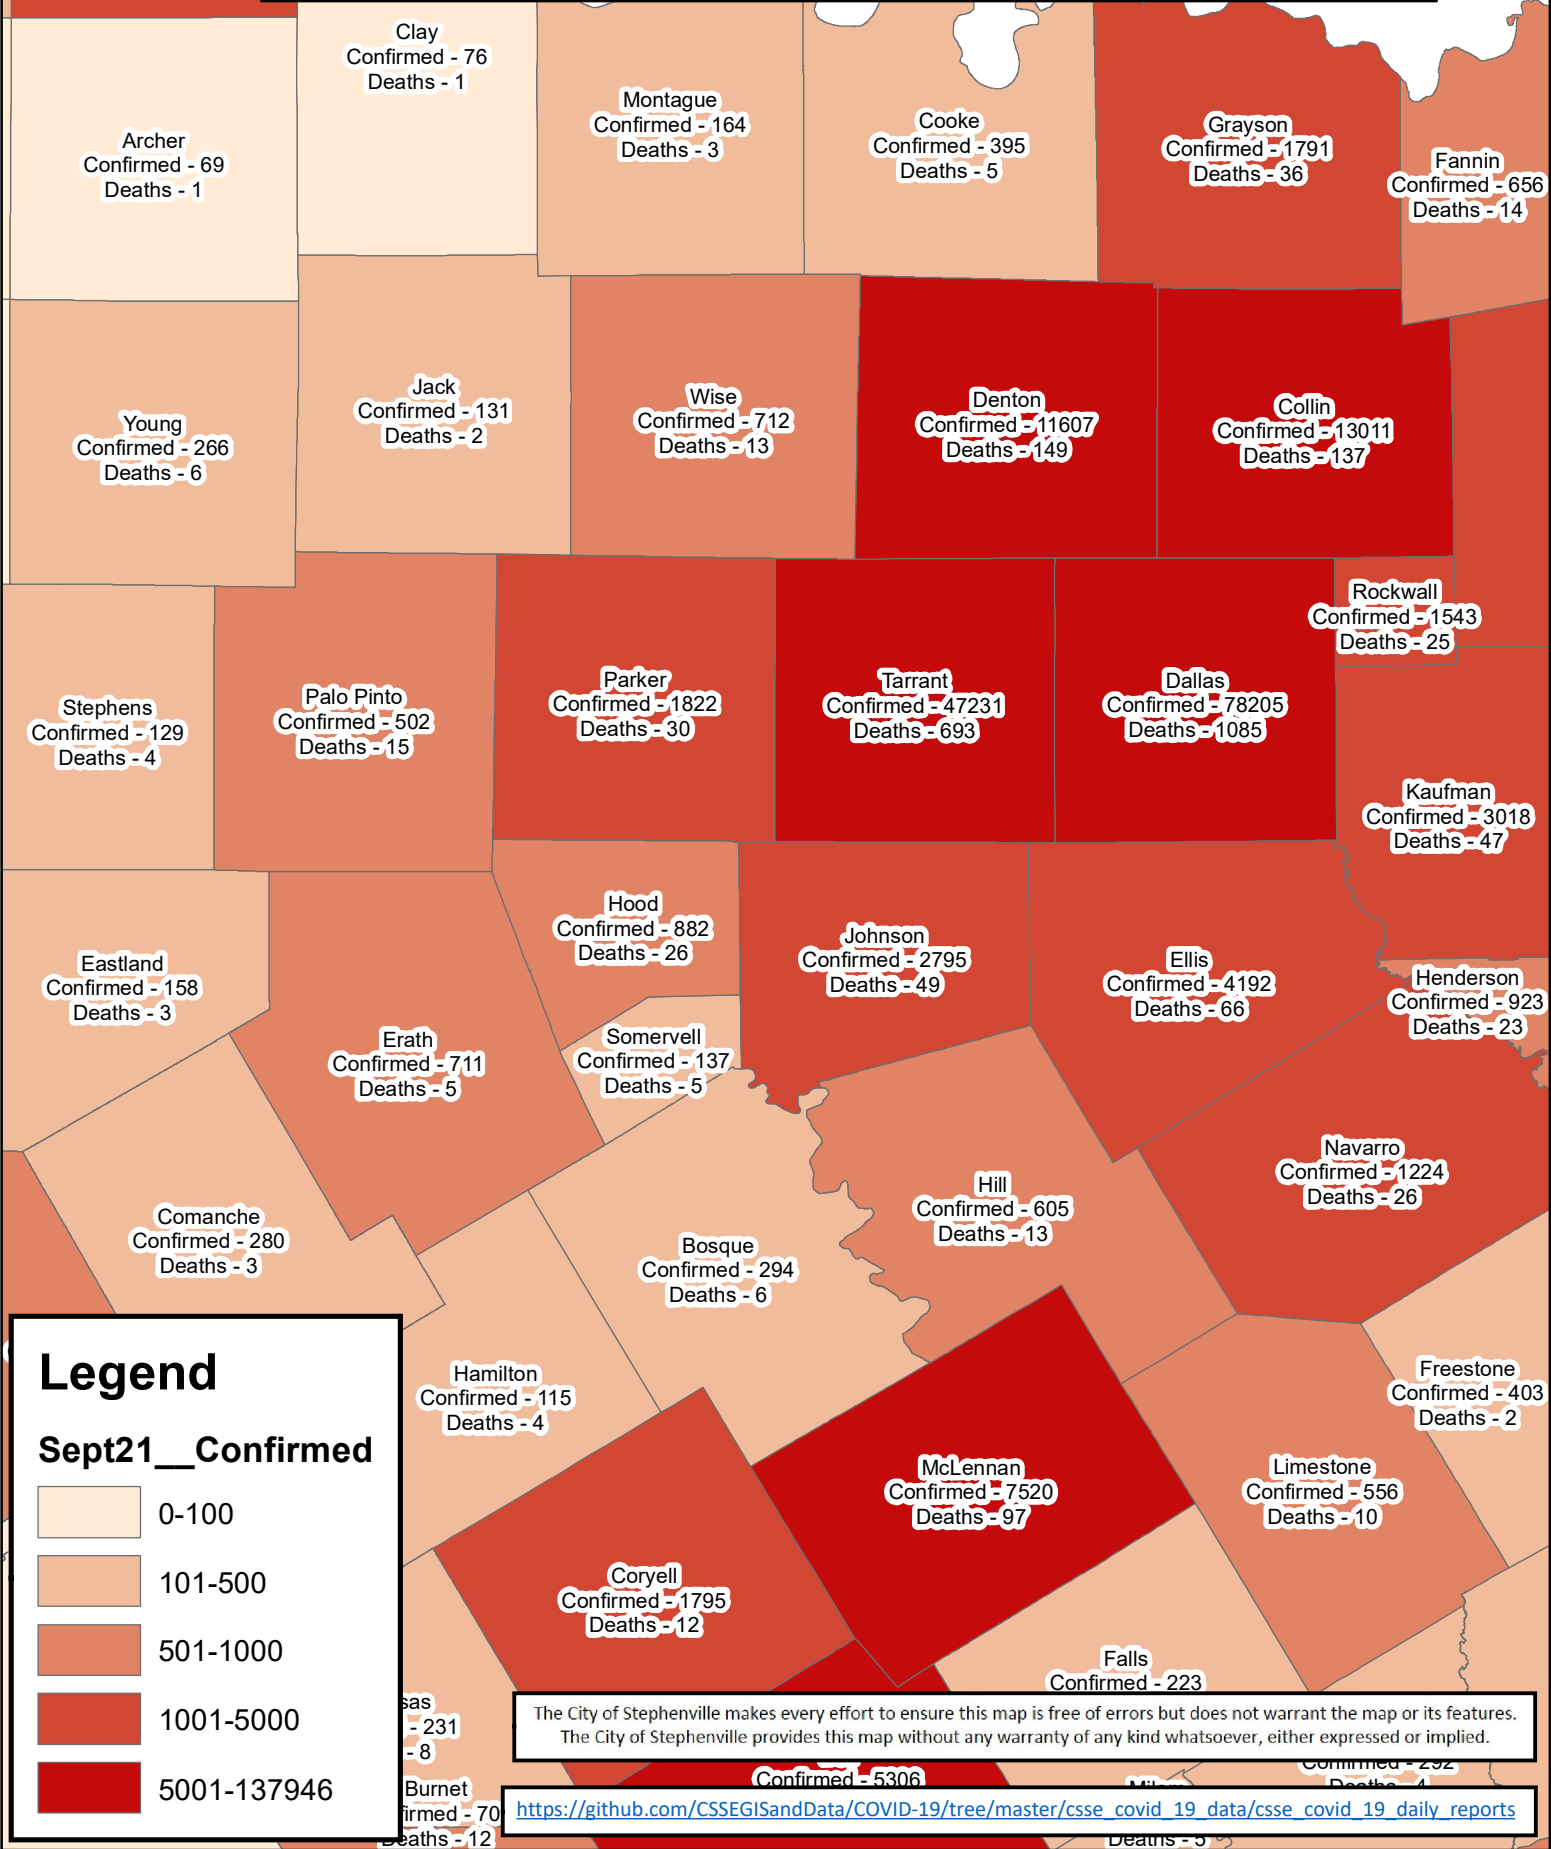 Clay
Confirmed - 76
Deaths - 1
Montague
Confirmed - 164
Deaths - 3
Cooke
Confirmed - 395
Deaths - 5
Grayson
Confirmed - 1791
Deaths - 36
Archer
Confirmed - 69
Deaths - 1
Fannin
Confirmed - 656
Deaths - 14
Young
Confirmed - 266
Deaths - 6
Jack
Confirmed - 131
Deaths - 2
Wise
Confirmed - 712
Deaths - 13
Denton
Confirmed - 11607
Deaths - 149
Collin
Confirmed - 13011
Deaths - 137
Rockwall
Confirmed - 1543
Deaths - 25
Stephens
Confirmed - 129
Deaths - 4
Palo Pinto
Confirmed - 502
Deaths - 15
Parker
Confirmed - 1822
Deaths - 30
Tarrant
Confirmed - 47231
Deaths - 693
Dallas
Confirmed - 78205
Deaths - 1085
Kaufman
Confirmed - 3018
Deaths - 47
Eastland
Confirmed - 158
Deaths - 3
Hood
Confirmed - 882
Deaths - 26
Johnson
Confirmed - 2795
Deaths - 49
Ellis
Confirmed - 4192
Deaths - 66
Henderson
Confirmed - 923
Deaths - 23
Erath
Confirmed - 711
Deaths - 5
Somervell
Confirmed - 137
Deaths - 5
Navarro
Confirmed - 1224
Deaths - 26
Comanche
Confirmed - 280
Deaths - 3
Bosque
Confirmed - 294
Deaths - 6
Hill
Confirmed - 605
Deaths - 13
Hamilton
Confirmed - 115
Deaths - 4
Freestone
Confirmed - 403
Deaths - 2
McLennan
Confirmed - 7520
Deaths - 97
Limestone
Confirmed - 556
Deaths - 10
Coryell
Confirmed - 1795
Deaths - 12
Falls
Confirmed - 223
Legend
Sept21__Confirmed
0-100
101-500
501-1000
1001-5000
5001-137946
sas
- 231
- 8
Burnet
firmed - 70
Deaths - 12
The City of Stephenville makes every effort to ensure this map is free of errors but does not warrant the map or its features.
The City of Stephenville provides this map without any warranty of any kind whatsoever, either expressed or implied.
Confirmed - 5306
Confirmed - 292
Deaths - 4
Milam
https://github.com/CSSEGISandData/COVID-19/tree/master/csse_covid_19_data/csse_covid_19_daily_reports
Deaths - 5